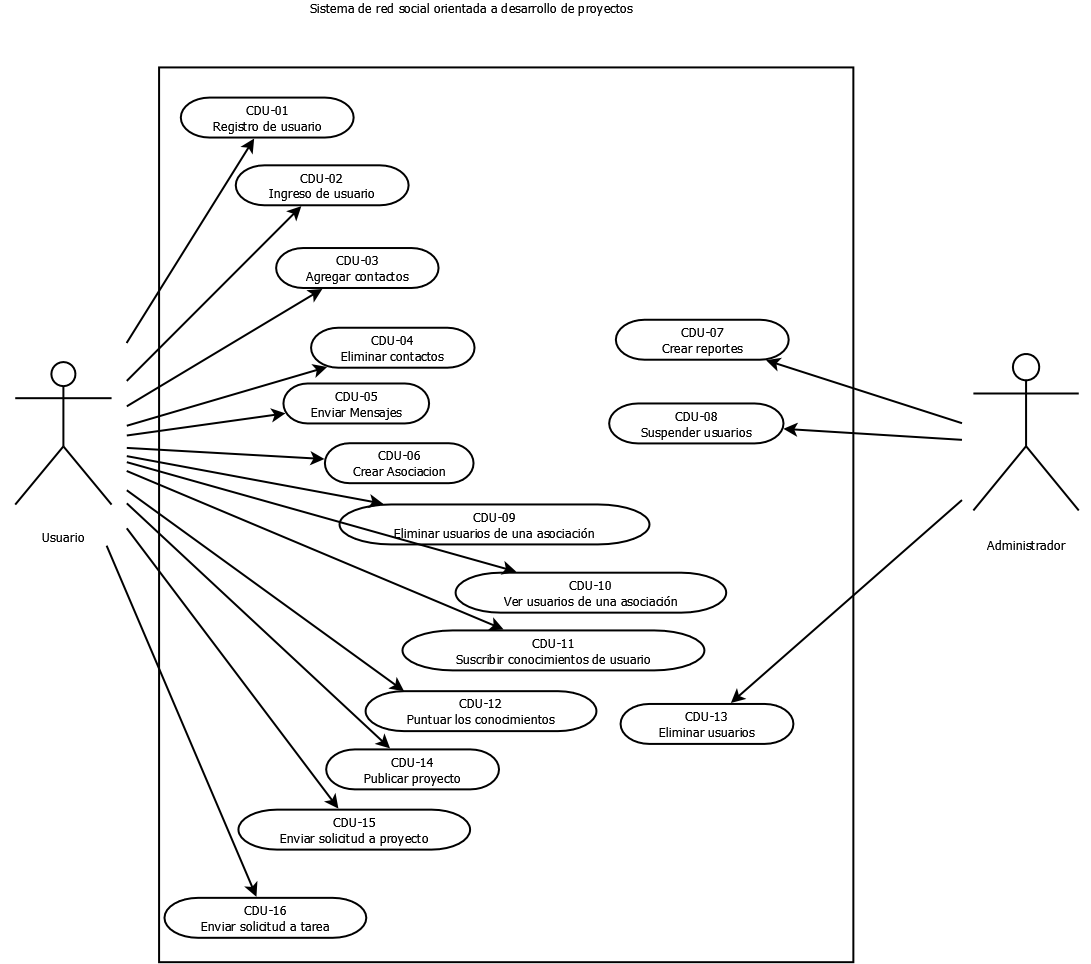 Sistema de red social orientada a desarrollo de proyectos
CDU-01
Registro de usuario
CDU-02
Ingreso de usuario
CDU-03
Agregar contactos
CDU-04
Eliminar contactos
CDU-05
Enviar Mensajes
CDU-06
Crear Asociacion
CDU-07
Crear reportes
CDU-08
Suspender usuarios
CDU-09
Eliminar usuarios de una asociación
Usuario
Administrador
CDU-10
Ver usuarios de una asociación
CDU-11
Suscribir conocimientos de usuario
CDU-12
Puntuar los conocimientos
CDU-13
Eliminar usuarios
CDU-14
Publicar proyecto
CDU-15
Enviar solicitud a proyecto
CDU-16
Enviar solicitud a tarea